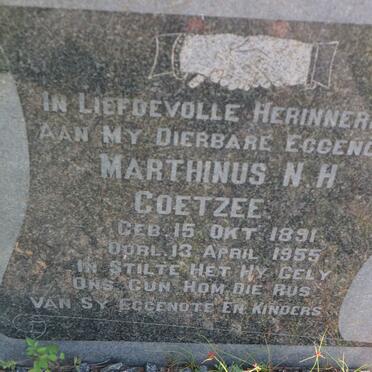 IN LIEFDEVOLLE HERINNER
AAN MY DIERBARE EGGENO
MARTHINUS N.H
COETZEE
GEB. 15 OKT. 1891
OORL. 13 APRIL 1955
IN STILTE HET HY GELY
ONS GUN HOM DIE RUS
VAN SY EGGENOTE EN KINDERS